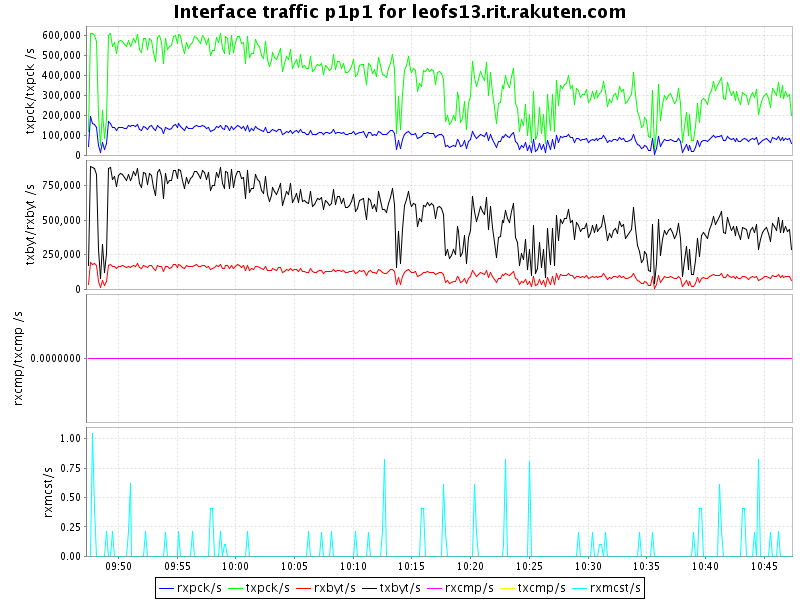 Interface traffic p1p1 for leofs13.rit.rakuten.com
txpck/txpck /s
600,000
500,000
400,000
300,000
200,000
100,000
0
txbyt/rxbyt /s
750,000
500,000
250,000
0
rxcmp/txcmp /s
0.0000000
rxmcst/s
1.00
0.75
0.50
0.25
0.00
09:50 09:55 10:00 10:05 10:10 10:15 10:20 10:25 10:30 10:35 10:40 10:45
rxpck/s txpck/s rxbyt/s txbyt/s rxcmp/s txcmp/s rxmcst/s